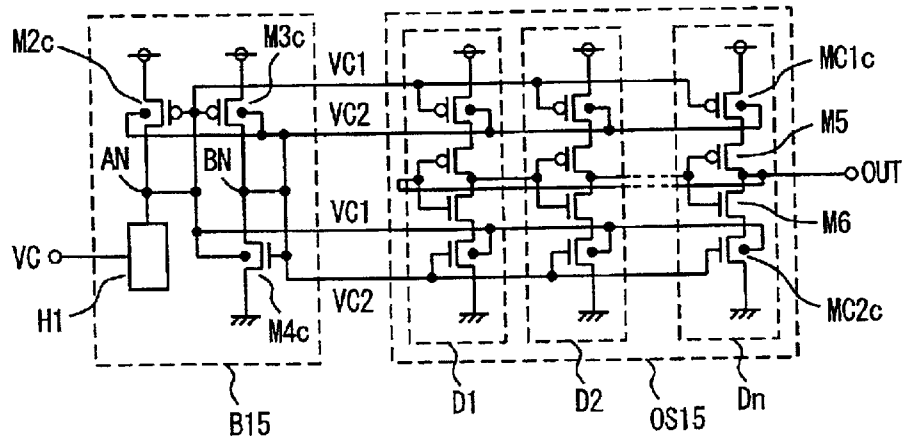 M2c
M3c
VC1
MC1c
VC2
M5
AN
BN
OUT
VC1
M6
VC
VC2
H1
M4c
MC2c
D1
D2
Dn
B15
OS15